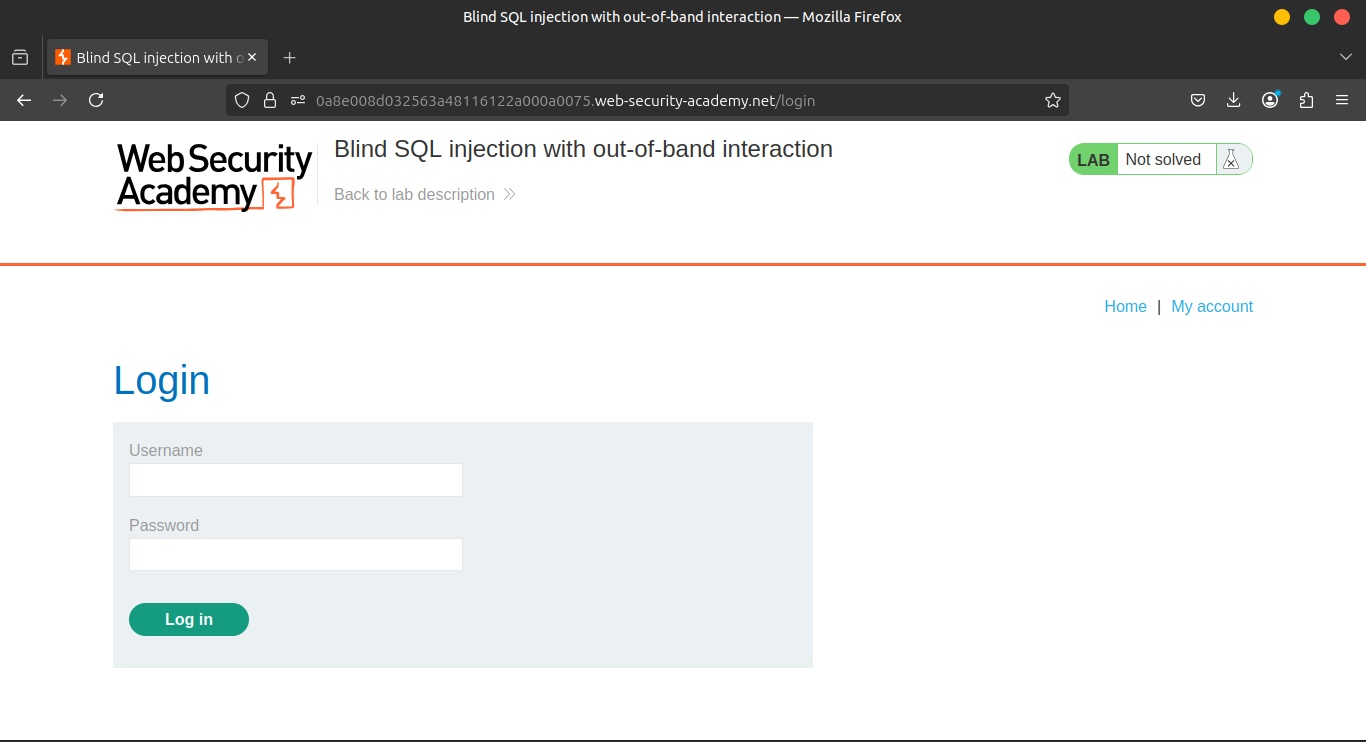 Blind SQL injection with out-of-band interaction — Mozilla Firefox
Blind SQL injection with o
0a8e008d032563a48116122a000a0075.web-security-academy.net/login
Web Security
Academy
Blind SQL injection with out-of-band interaction
Back to lab description
LAB Not solved
Home | My account
Login
Username
Password
Log in